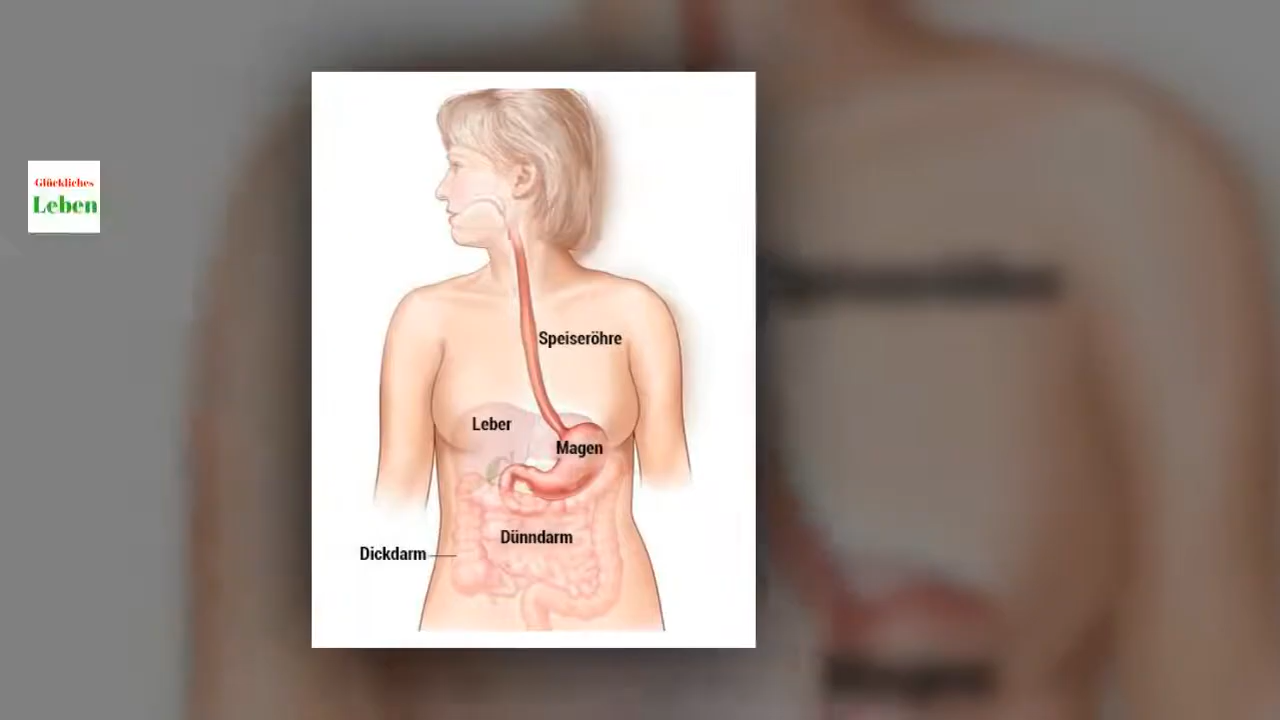 Glückliches
Leben
Speiseröhre
Leber
Magen
Dünndarm
Dickdarm